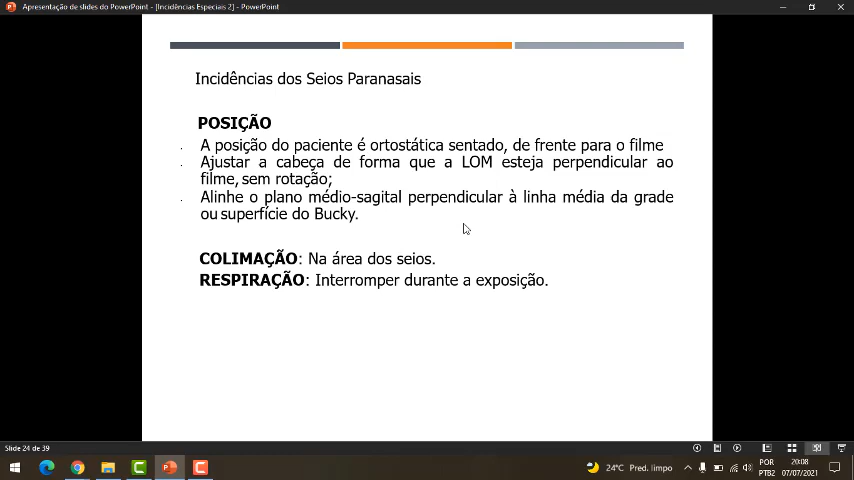 Apresentação de slides do PowerPoint - [Incidências Especiais 2] - PowerPoint
Incidências dos Seios Paranasais
POSIÇÃO
A posição do paciente é ortostática sentado, de frente para o filme
Ajustar a cabeça de forma que a LOM esteja perpendicular ao
filme, sem rotação;
Alinhe o plano médio-sagital perpendicular à linha média da grade
ou superfície do Bucky.
COLIMAÇÃO: Na área dos seios.
RESPIRAÇÃO: Interromper durante a exposição.
Slide 24 de 39
24°C Pred. limpo
POR
PTB2
20:08
07/07/2021